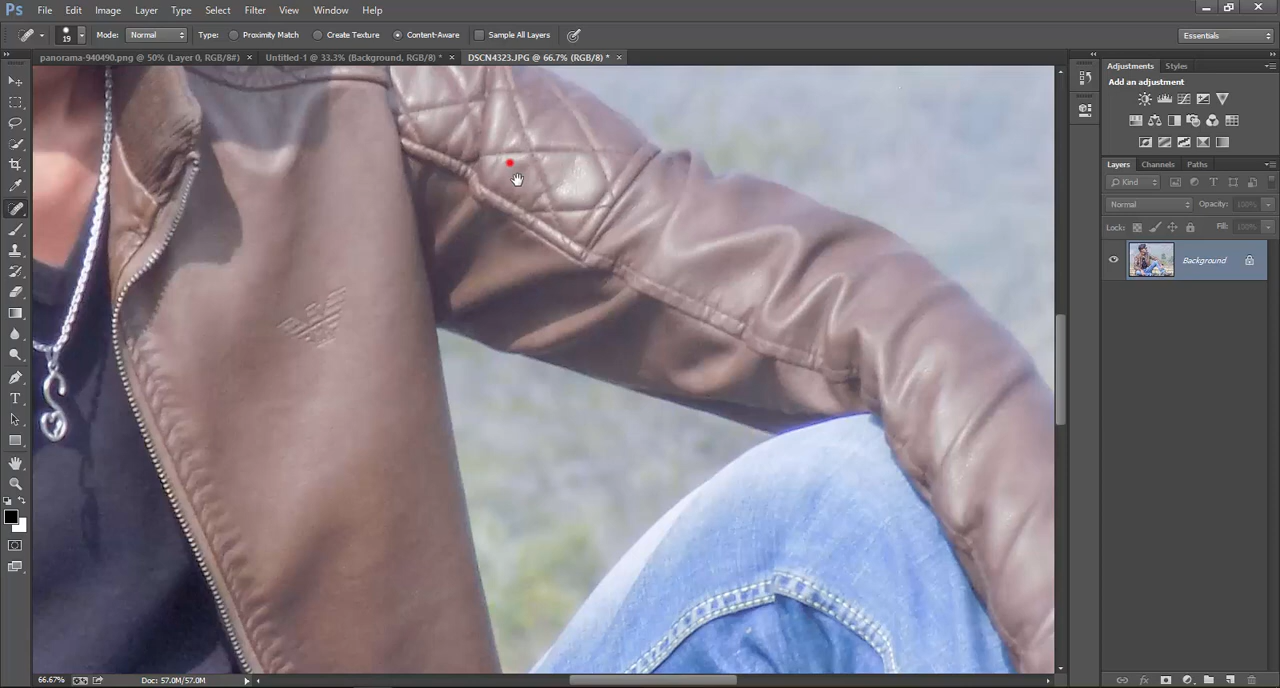 Ps File Edit Image Layer Type Select Filter View Window Help
19 Mode: Normal Type: Proximity Match Create Texture Content-Aware Sample All Layers Essentials
panorama-940490.png @ 50% (Layer 0, RGB/8#) × Untitled-1 @ 33.3% (Background, RGB/8) * × DSCN4323.JPG @ 66.7% (RGB/8) * ×
Adjustments Styles
Add an adjustment
Layers Channels Paths
Kind
Normal Opacity: 100%
Lock: Fill: 100%
Background
66.67% Doc: 57.0M/57.0M